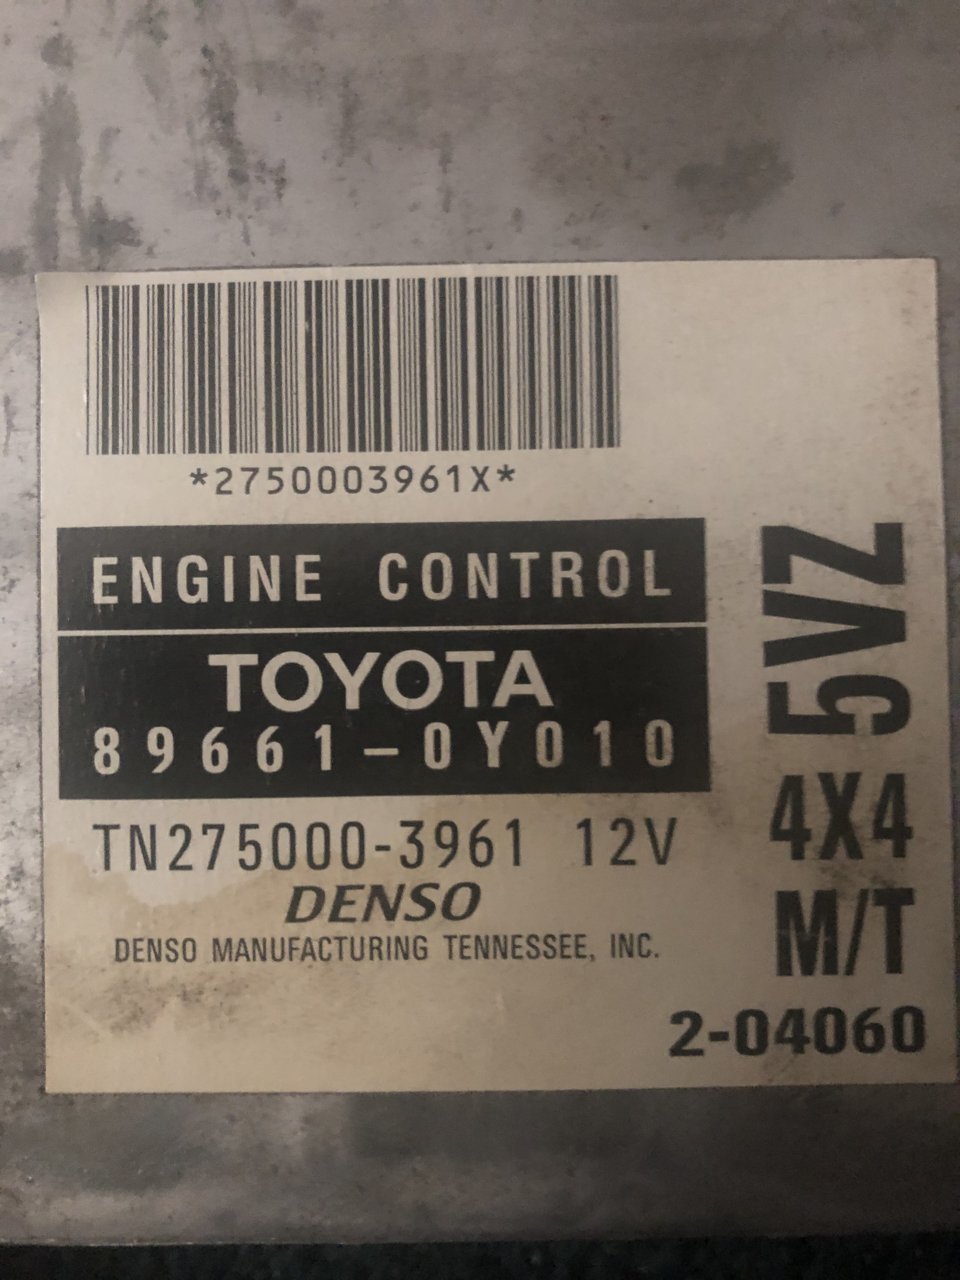 *2750003961X*
ENGINE CONTROL
TOYOTA
89661-0Y010
TN275000-3961 12V
DENSO
DENSO MANUFACTURING TENNESSEE, INC.
5VZ
4X4
M/T
2-04060